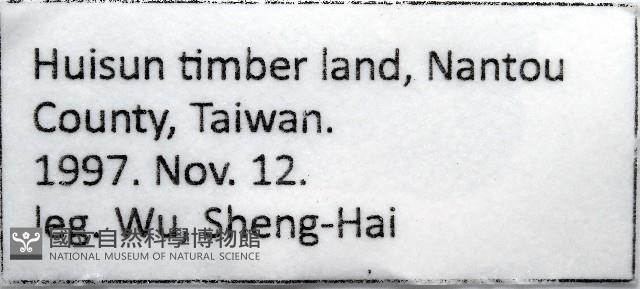 Huisun timber land, Nantou
County, Taiwan.
1997. Nov. 12.
leg. Wu, Sheng-Hai
國立自然科學博物館
NATIONAL MUSEUM OF NATURAL SCIENCE